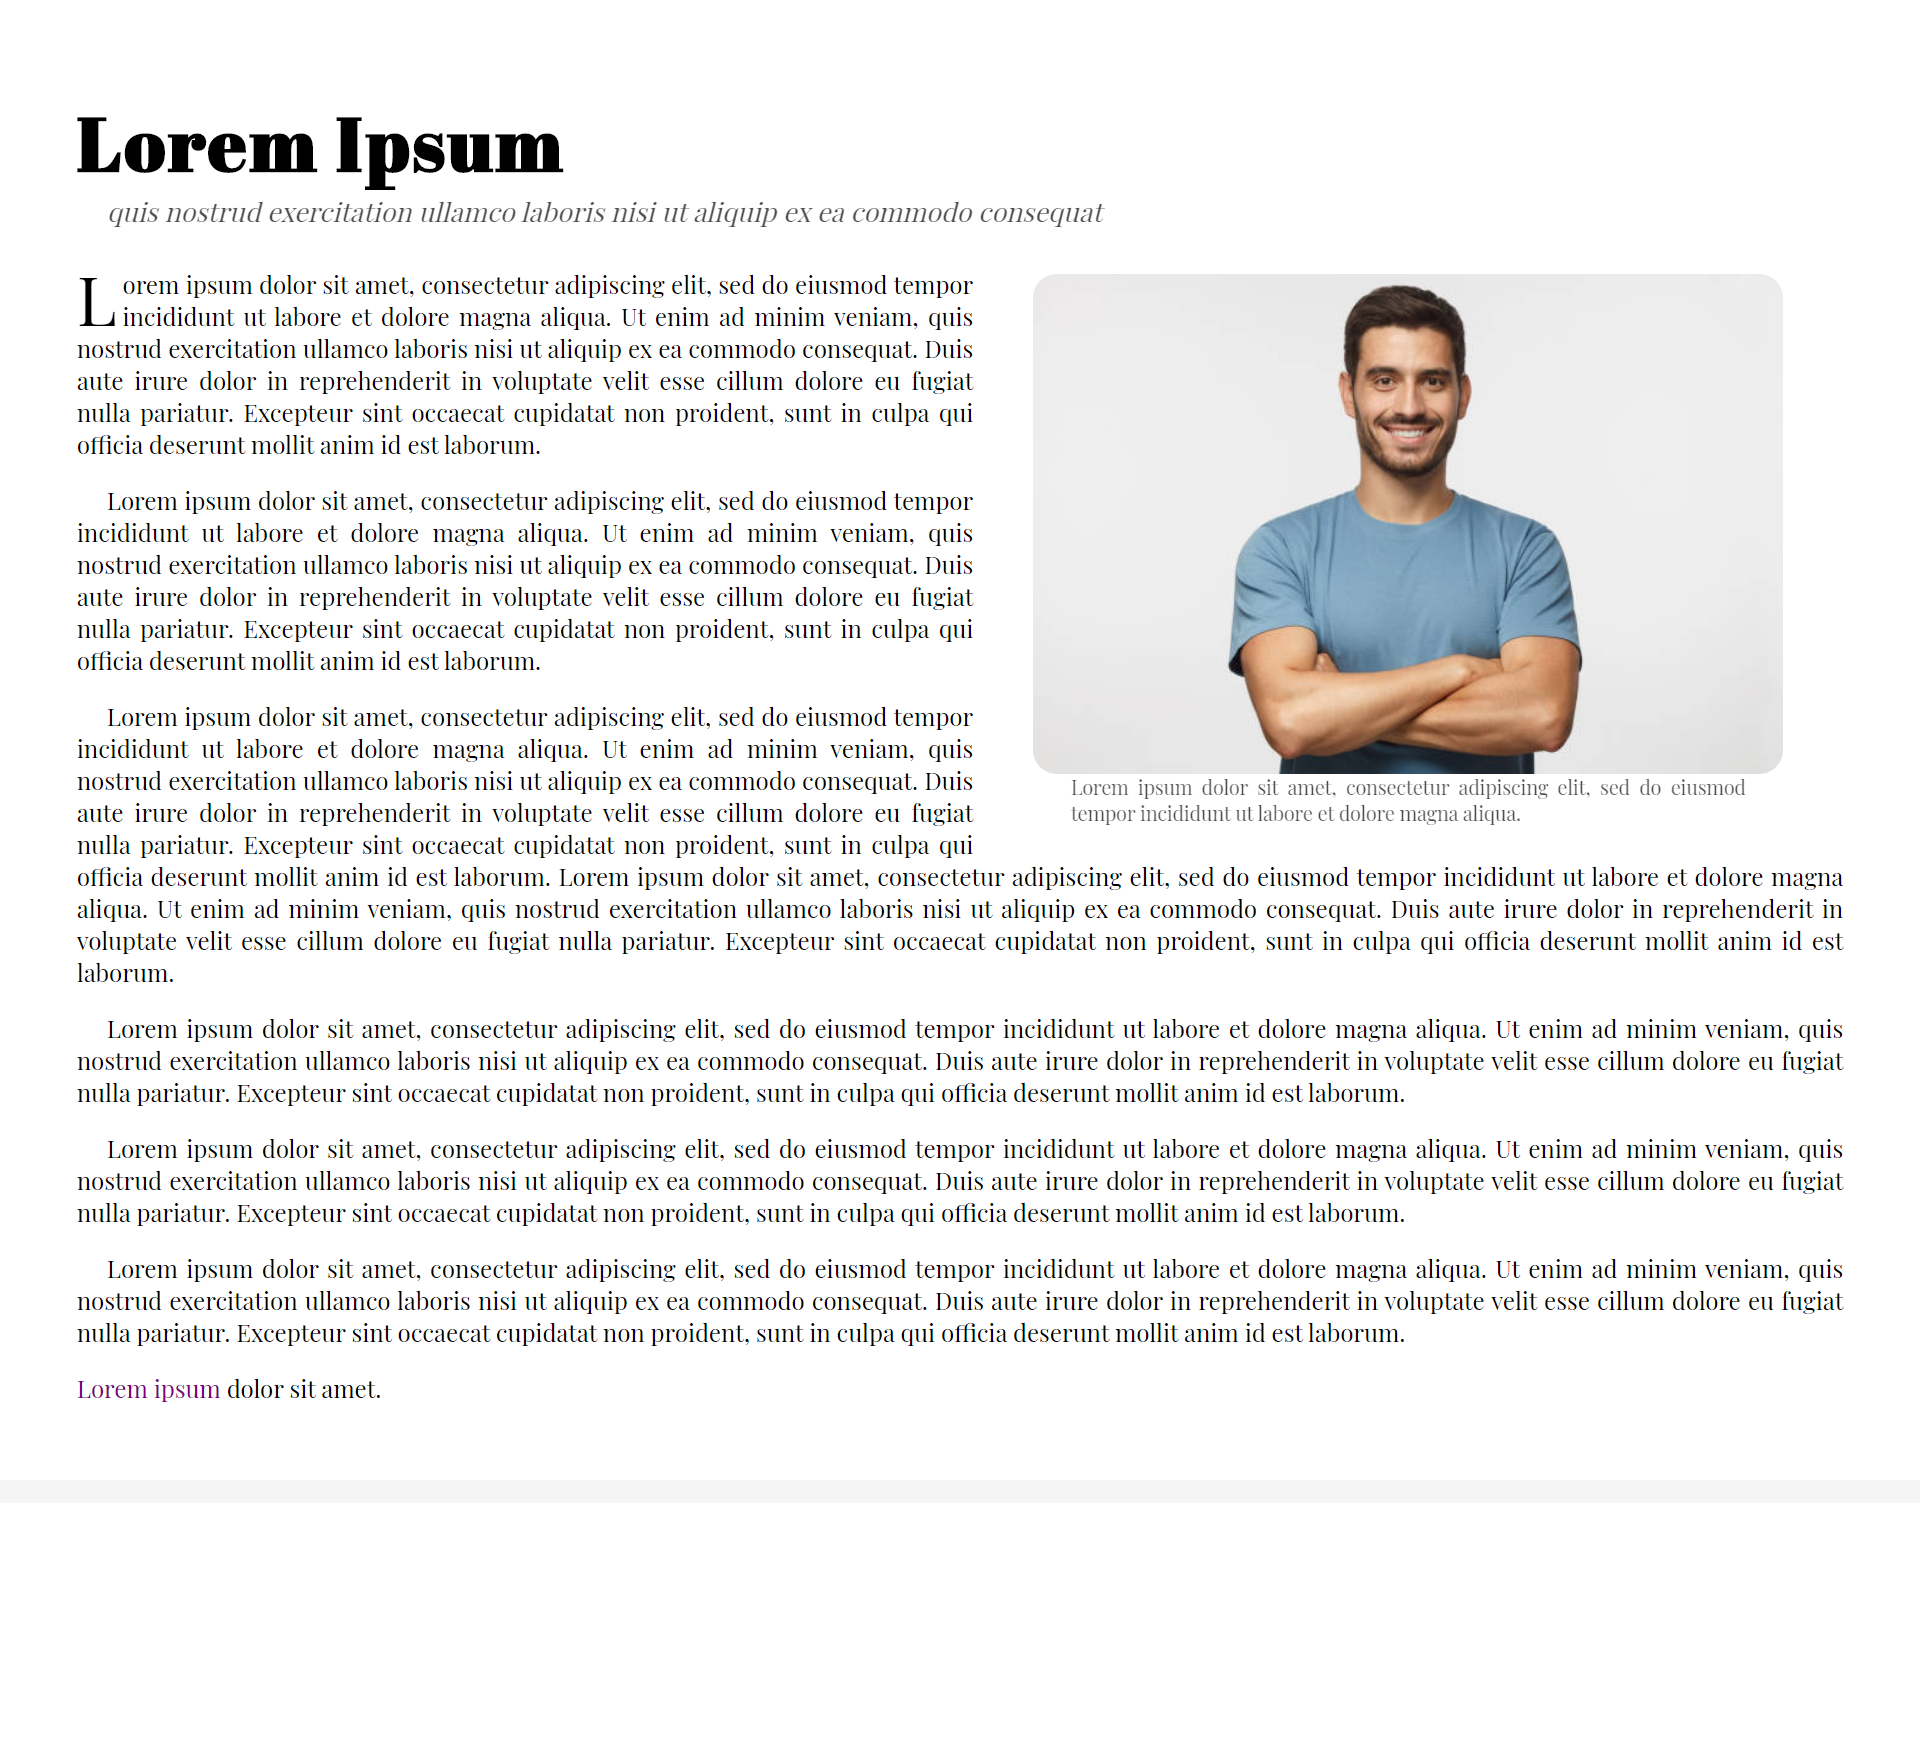 Lorem Ipsum
quis nostrud exercitation ullamco laboris nisi ut aliquip ex ea commodo consequat
Lorem ipsum dolor sit amet, consectetur adipiscing elit, sed do eiusmod tempor
incididunt ut labore et dolore magna aliqua. Ut enim ad minim veniam, quis
nostrud exercitation ullamco laboris nisi ut aliquip ex ea commodo consequat. Duis
aute irure dolor in reprehenderit in voluptate velit esse cillum dolore eu fugiat
nulla pariatur. Excepteur sint occaecat cupidatat non proident, sunt in culpa qui
officia deserunt mollit anim id est laborum.
Lorem ipsum dolor sit amet, consectetur adipiscing elit, sed do eiusmod tempor
incididunt ut labore et dolore magna aliqua. Ut enim ad minim veniam, quis
nostrud exercitation ullamco laboris nisi ut aliquip ex ea commodo consequat. Duis
aute irure dolor in reprehenderit in voluptate velit esse cillum dolore eu fugiat
nulla pariatur. Excepteur sint occaecat cupidatat non proident, sunt in culpa qui
officia deserunt mollit anim id est laborum.
Lorem ipsum dolor sit amet, consectetur adipiscing elit, sed do eiusmod tempor
incididunt ut labore et dolore magna aliqua. Ut enim ad minim veniam, quis
nostrud exercitation ullamco laboris nisi ut aliquip ex ea commodo consequat. Duis
aute irure dolor in reprehenderit in voluptate velit esse cillum dolore eu fugiat
nulla pariatur. Excepteur sint occaecat cupidatat non proident, sunt in culpa qui
Lorem ipsum dolor sit amet, consectetur adipiscing elit, sed do eiusmod
tempor incididunt ut labore et dolore magna aliqua.
officia deserunt mollit anim id est laborum. Lorem ipsum dolor sit amet, consectetur adipiscing elit, sed do eiusmod tempor incididunt ut labore et dolore magna
aliqua. Ut enim ad minim veniam, quis nostrud exercitation ullamco laboris nisi ut aliquip ex ea commodo consequat. Duis aute irure dolor in reprehenderit in
voluptate velit esse cillum dolore eu fugiat nulla pariatur. Excepteur sint occaecat cupidatat non proident, sunt in culpa qui officia deserunt mollit anim id est
laborum.
Lorem ipsum dolor sit amet, consectetur adipiscing elit, sed do eiusmod tempor incididunt ut labore et dolore magna aliqua. Ut enim ad minim veniam, quis
nostrud exercitation ullamco laboris nisi ut aliquip ex ea commodo consequat. Duis aute irure dolor in reprehenderit in voluptate velit esse cillum dolore eu fugiat
nulla pariatur. Excepteur sint occaecat cupidatat non proident, sunt in culpa qui officia deserunt mollit anim id est laborum.
Lorem ipsum dolor sit amet, consectetur adipiscing elit, sed do eiusmod tempor incididunt ut labore et dolore magna aliqua. Ut enim ad minim veniam, quis
nostrud exercitation ullamco laboris nisi ut aliquip ex ea commodo consequat. Duis aute irure dolor in reprehenderit in voluptate velit esse cillum dolore eu fugiat
nulla pariatur. Excepteur sint occaecat cupidatat non proident, sunt in culpa qui officia deserunt mollit anim id est laborum.
Lorem ipsum dolor sit amet, consectetur adipiscing elit, sed do eiusmod tempor incididunt ut labore et dolore magna aliqua. Ut enim ad minim veniam, quis
nostrud exercitation ullamco laboris nisi ut aliquip ex ea commodo consequat. Duis aute irure dolor in reprehenderit in voluptate velit esse cillum dolore eu fugiat
nulla pariatur. Excepteur sint occaecat cupidatat non proident, sunt in culpa qui officia deserunt mollit anim id est laborum.
Lorem ipsum dolor sit amet.